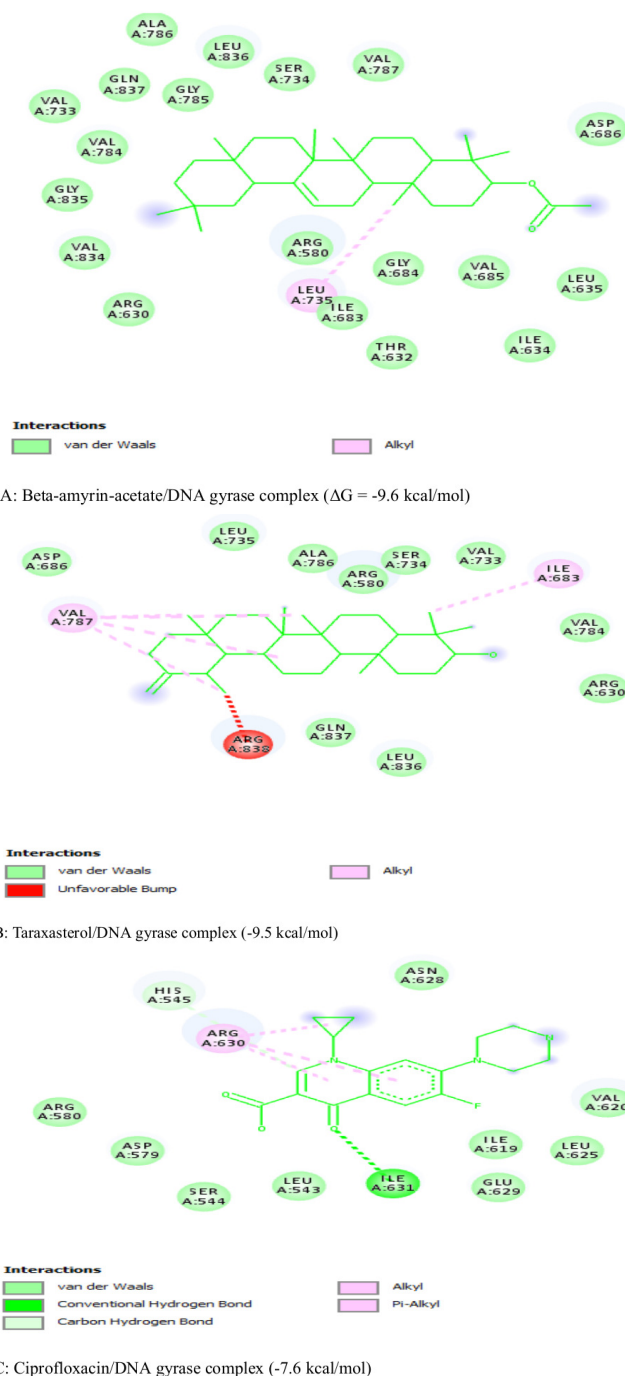 ALA
A:786
LEU
A:836
SER
A:734
VAL
A:787
GLN
A:837
GLY
A:785
VAL
A:733
ASP
A:686
VAL
A:784
GLY
A:835
O
O
ARG
A:580
VAL
A:834
GLY
A:684
VAL
A:685
LEU
A:635
LEU
A:735
ILE
A:683
ARG
A:630
THR
A:632
ILE
A:634
Interactions
van der Waals
Alkyl
A: Beta-amyrin-acetate/DNA gyrase complex (ΔG = -9.6 kcal/mol)
LEU
A:735
ASP
A:686
ALA
A:786
ARG
A:580
SER
A:734
VAL
A:733
ILE
A:683
VAL
A:787
VAL
A:784
O
ARG
A:630
ARG
A:838
GLN
A:837
LEU
A:836
Interactions
van der Waals
Alkyl
Unfavorable Bump
B: Taraxasterol/DNA gyrase complex (-9.5 kcal/mol)
ASN
A:628
HIS
A:545
ARG
A:630
N
N
N
O
O
O
F
ARG
A:580
VAL
A:620
ASP
A:579
ILE
A:619
LEU
A:625
SER
A:544
LEU
A:543
ILE
A:631
GLU
A:629
Interactions
van der Waals
Alkyl
Conventional Hydrogen Bond
Pi-Alkyl
Carbon Hydrogen Bond
C: Ciprofloxacin/DNA gyrase complex (-7.6 kcal/mol)